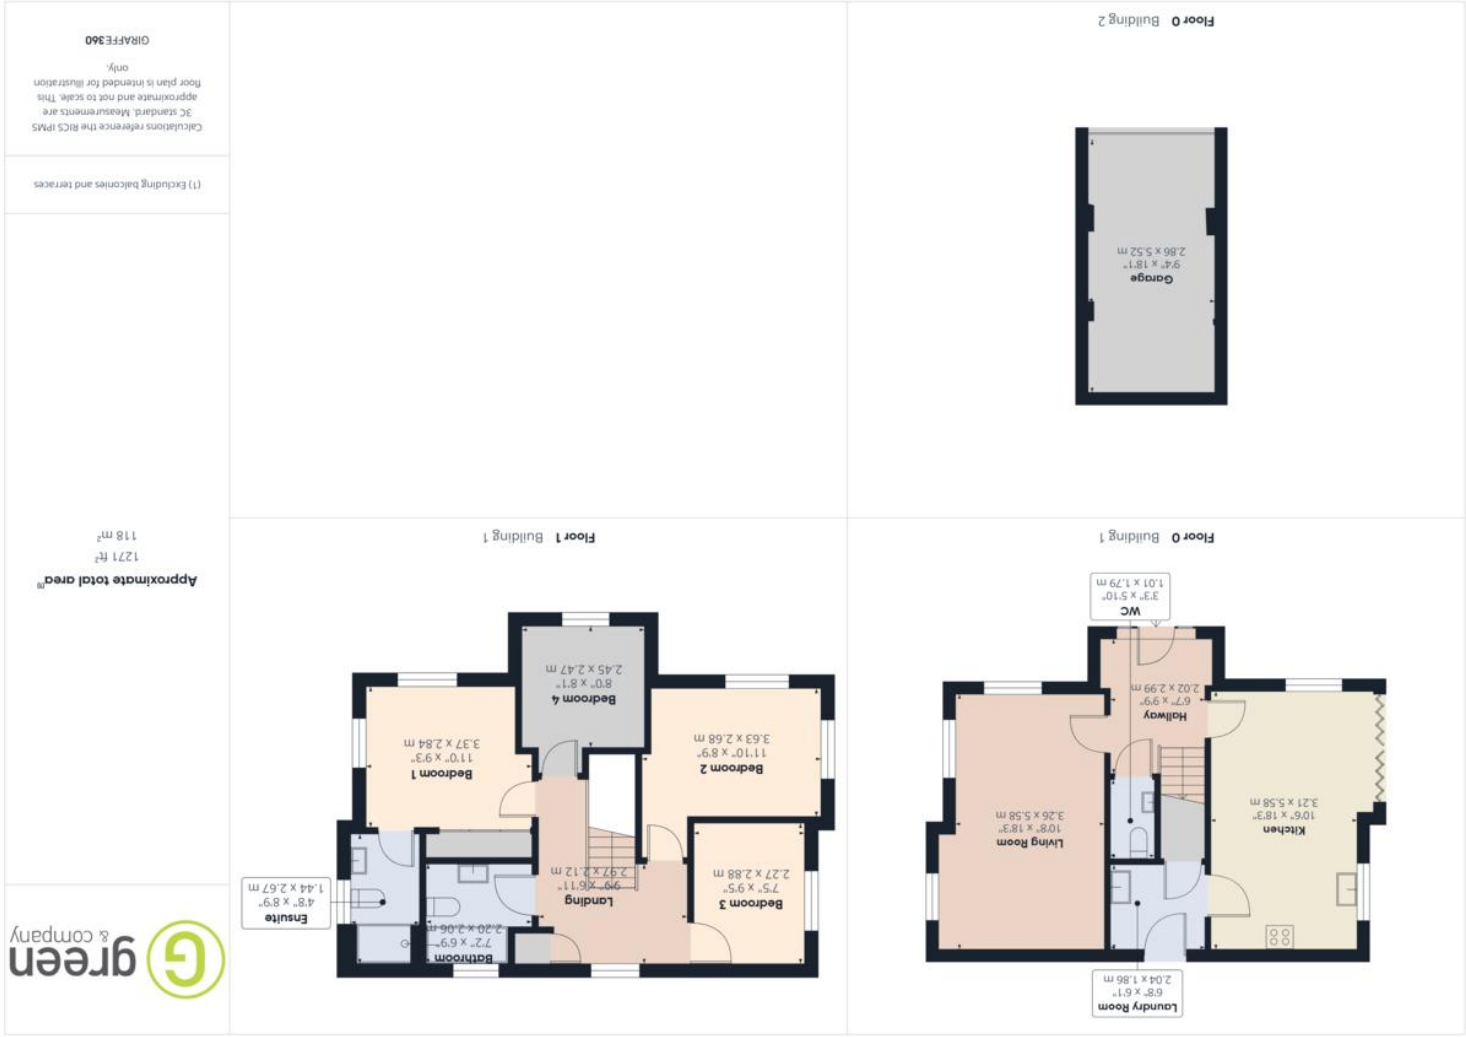 green
& company
Approximate total area(1)
1271 ft²
118 m²
(1) Excluding balconies and terraces
Calculations reference the RICS IPMS
3C standard. Measurements are
approximate and not to scale. This
floor plan is intended for illustration
only.
GIRAFFE360
Laundry Room
6'8" x 6'1"
2.04 x 1.86 m
Kitchen
10'6" x 18'3"
3.21 x 5.58 m
Living Room
10'8" x 18'3"
3.26 x 5.58 m
Hallway
6'7" x 9'9"
2.02 x 2.99 m
WC
3'3" x 5'10"
1.01 x 1.79 m
Floor 0 Building 1
Bathroom
7'2" x 6'9"
2.20 x 2.06 m
Ensuite
4'8" x 8'9"
1.44 x 2.67 m
Landing
9'9" x 6'11"
2.97 x 2.12 m
Bedroom 3
7'5" x 9'5"
2.27 x 2.88 m
Bedroom 1
11'0" x 9'3"
3.37 x 2.84 m
Bedroom 2
11'10" x 8'9"
3.63 x 2.68 m
Bedroom 4
8'0" x 8'1"
2.45 x 2.47 m
Floor 1 Building 1
Garage
9'4" x 18'1"
2.86 x 5.52 m
Floor 0 Building 2